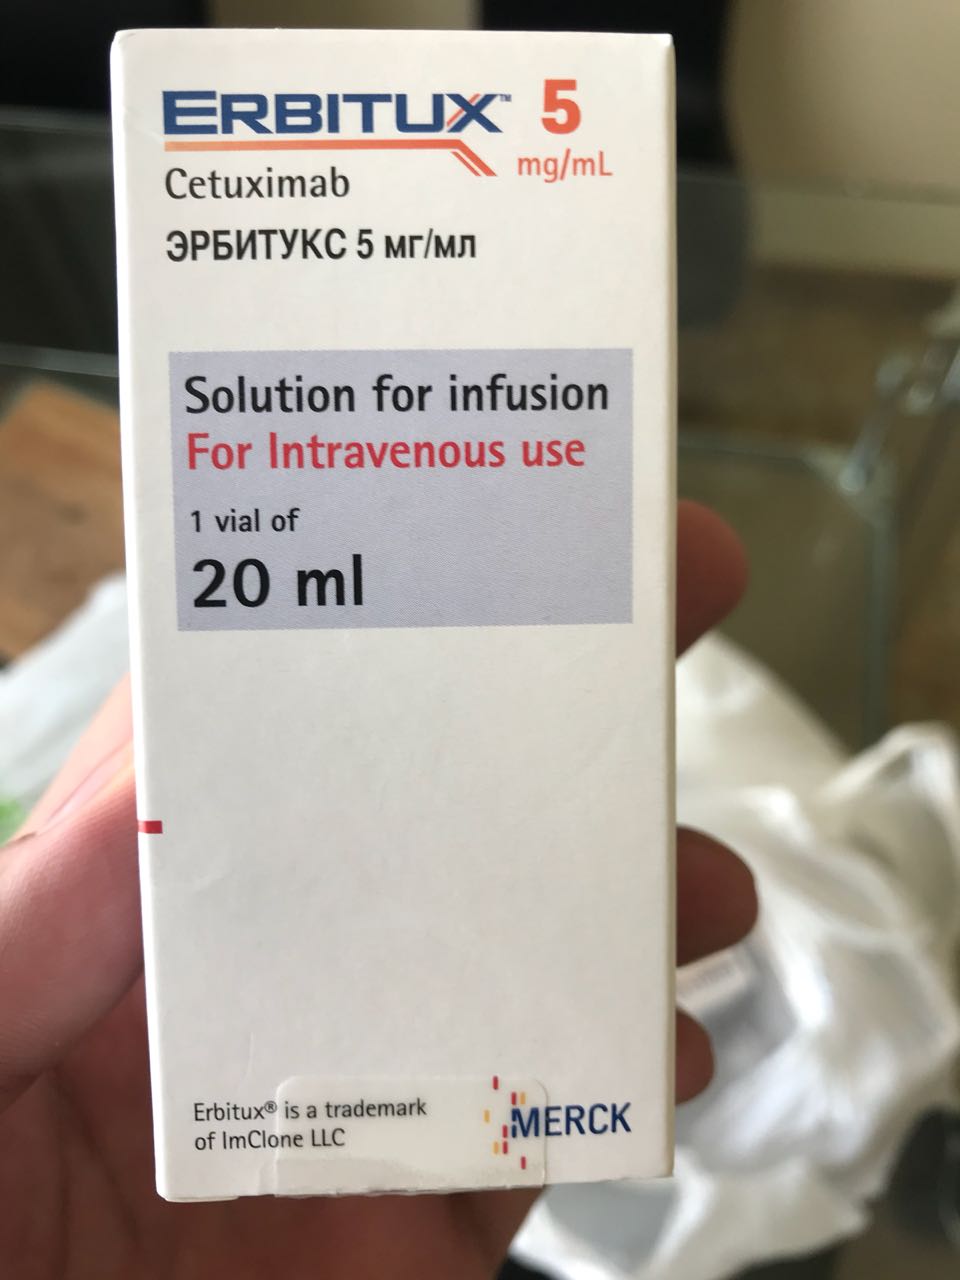 ERBITUX™ 5
mg/mL
Cetuximab
ЭРБИТУКС 5 мг/мл
Solution for infusion
For Intravenous use
1 vial of
20 ml
Erbitux® is a trademark
of ImClone LLC
MERCK